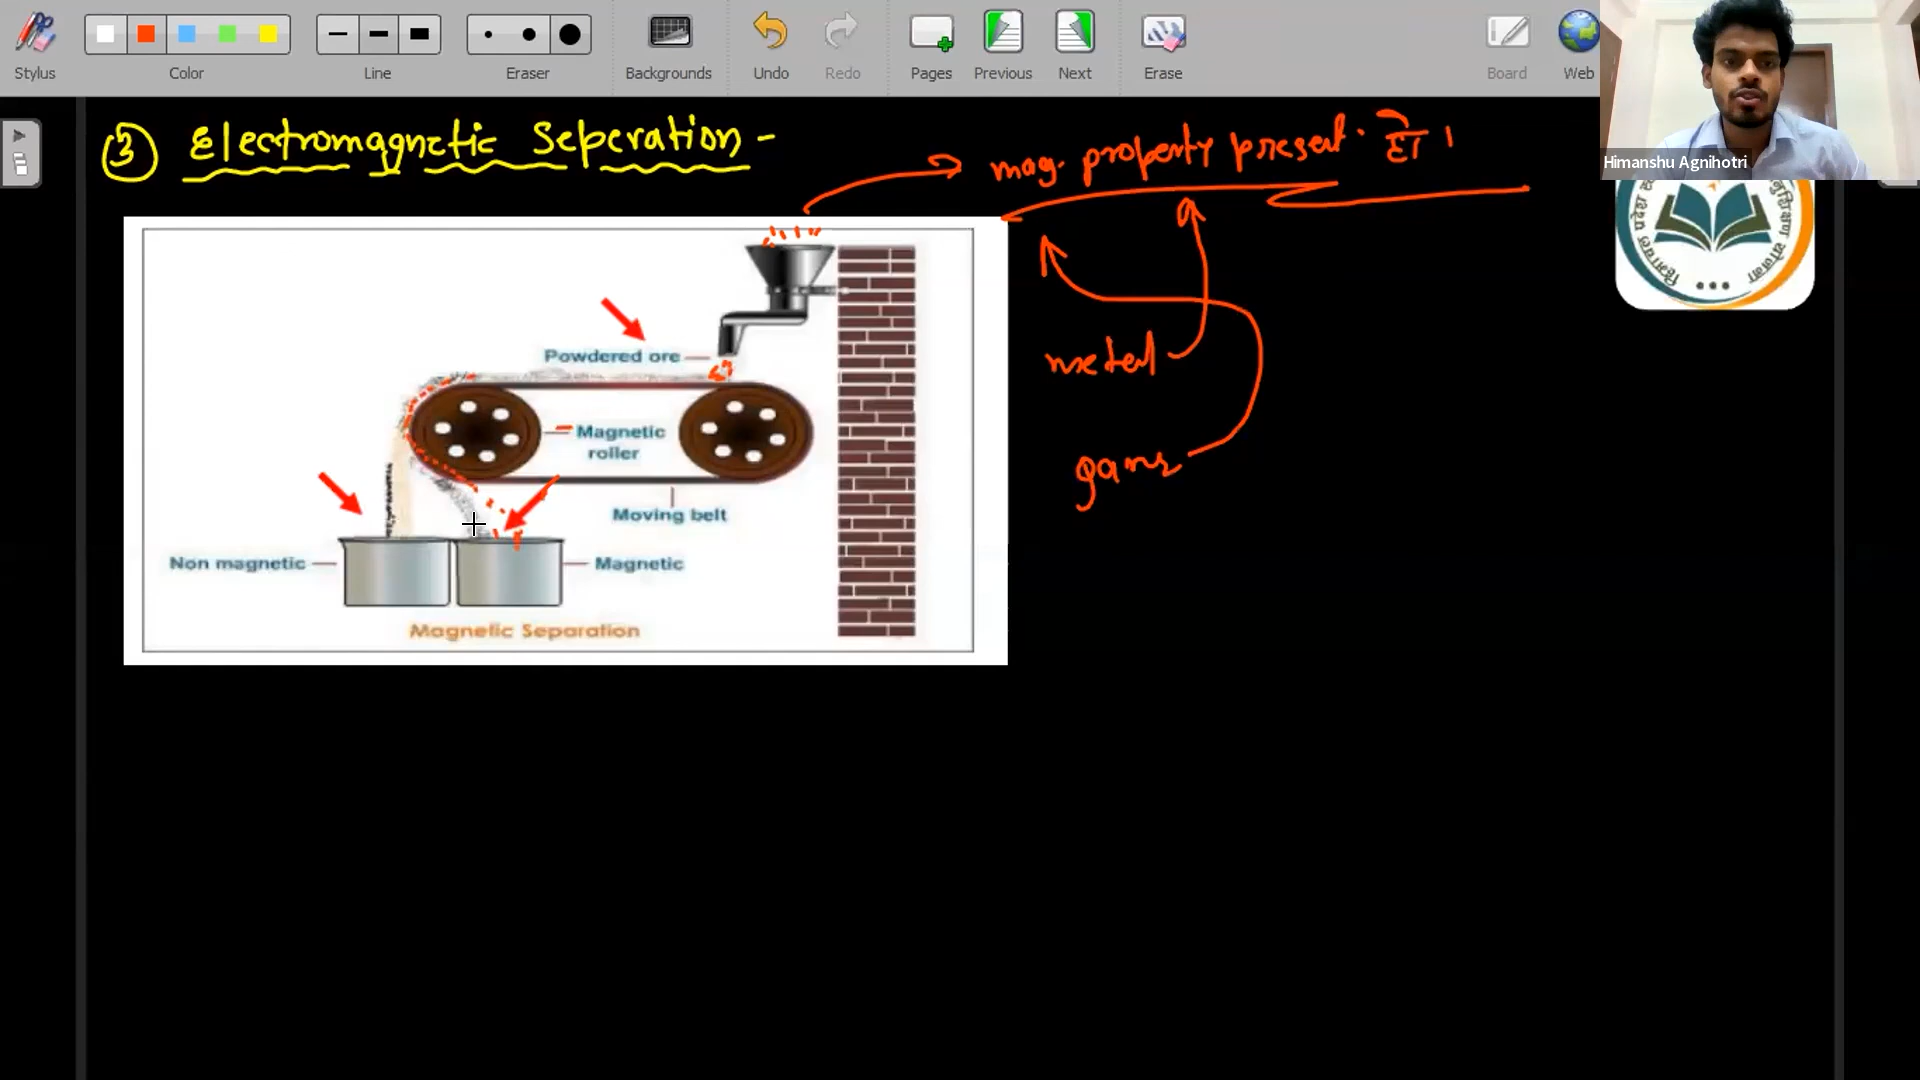 Stylus Color Line Eraser Backgrounds Undo Redo Pages Previous Next Erase Board Web
Himanshu Agnihotri
3 Electromagnetic Seperation -
mag. property present.
Powdered ore
metal
Magnetic
roller
Moving belt
Non magnetic
Magnetic
Magnetic Separation